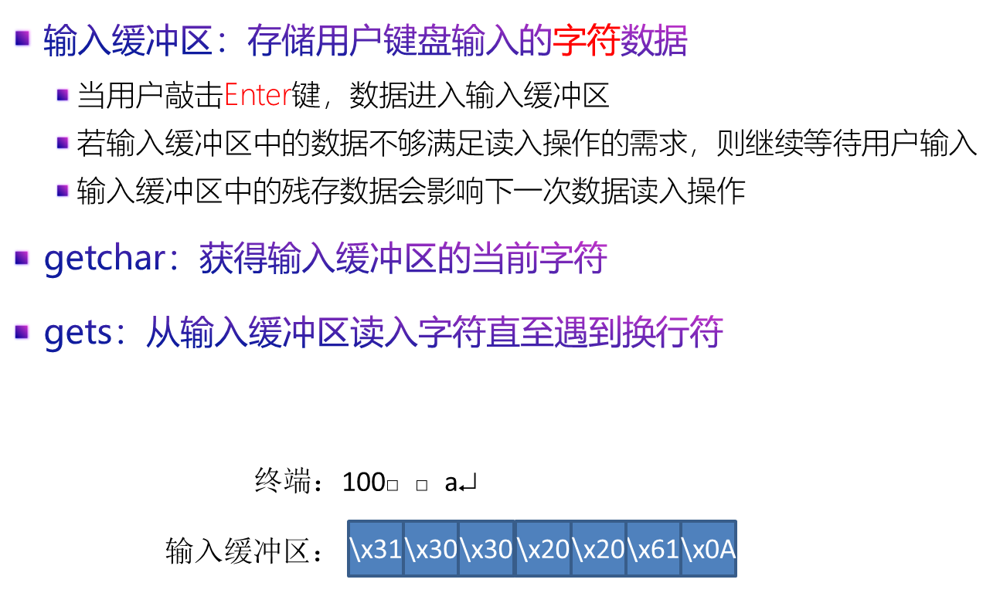 输入缓冲区：存储用户键盘输入的字符数据
当用户敲击Enter键，数据进入输入缓冲区
若输入缓冲区中的数据不够满足读入操作的需求，则继续等待用户输入
输入缓冲区中的残存数据会影响下一次数据读入操作
getchar：获得输入缓冲区的当前字符
gets：从输入缓冲区读入字符直至遇到换行符
终端：100□ □ a↵
输入缓冲区：\x31 \x30 \x30 \x20 \x20 \x61 \x0A